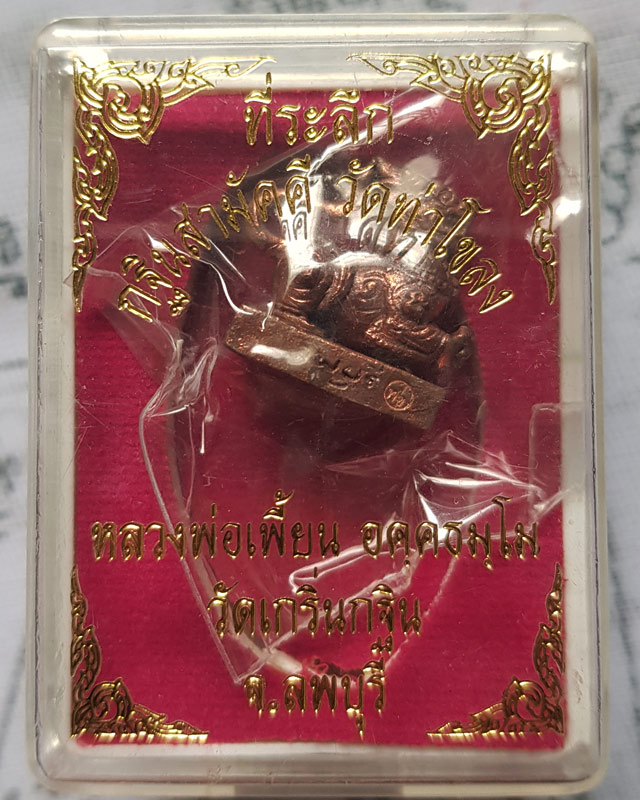 ที่ระลึก
กฐินสามัคคี วัดท่าโขลง
หลวงพ่อเพี้ยน อคฺคธมฺโม
วัดเกริ่นกฐิน
จ.ลพบุรี